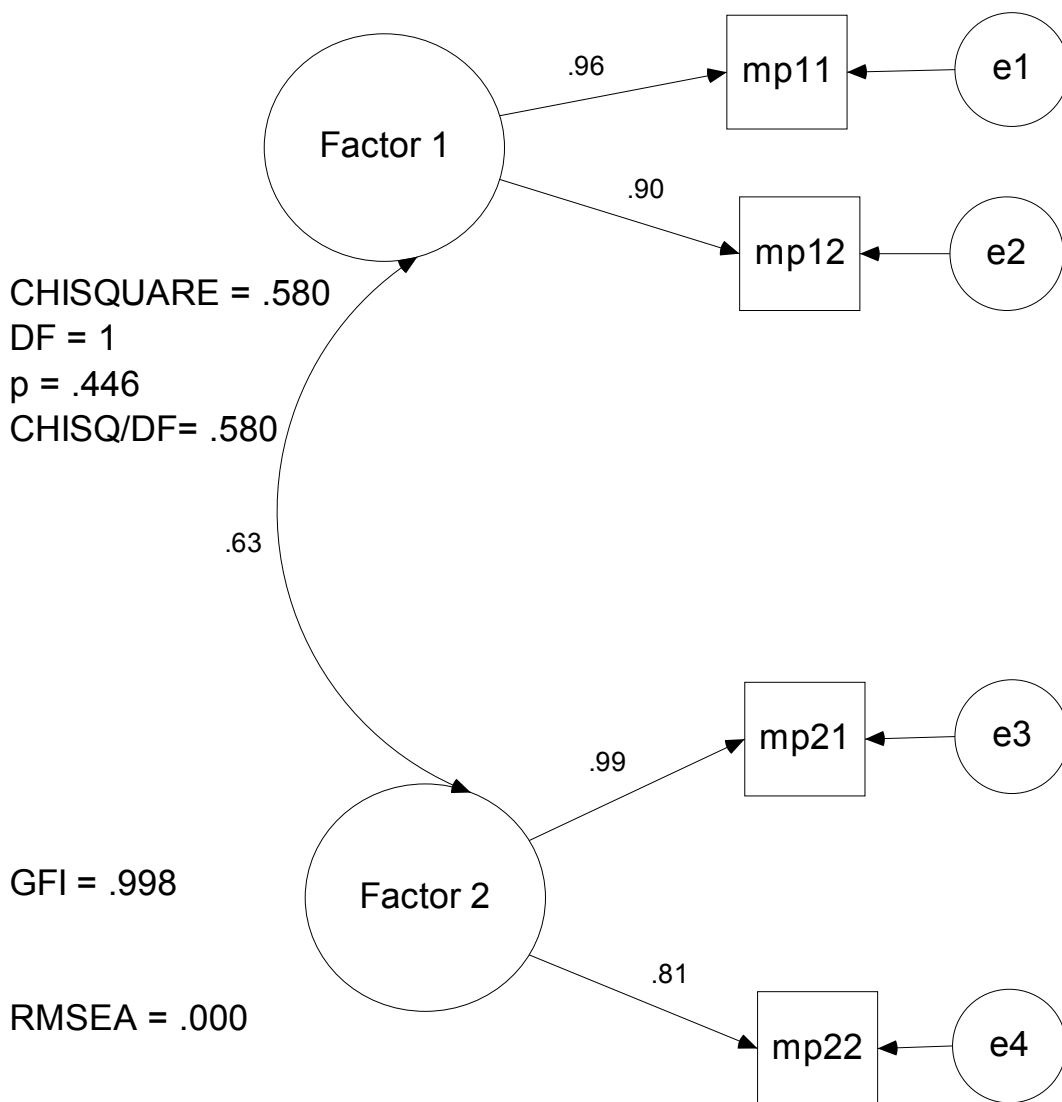 .96
mp11
e1
Factor 1
.90
mp12
e2
CHISQUARE = .580
DF = 1
p = .446
CHISQ/DF= .580
.63
mp21
e3
.99
GFI = .998
Factor 2
.81
RMSEA = .000
mp22
e4